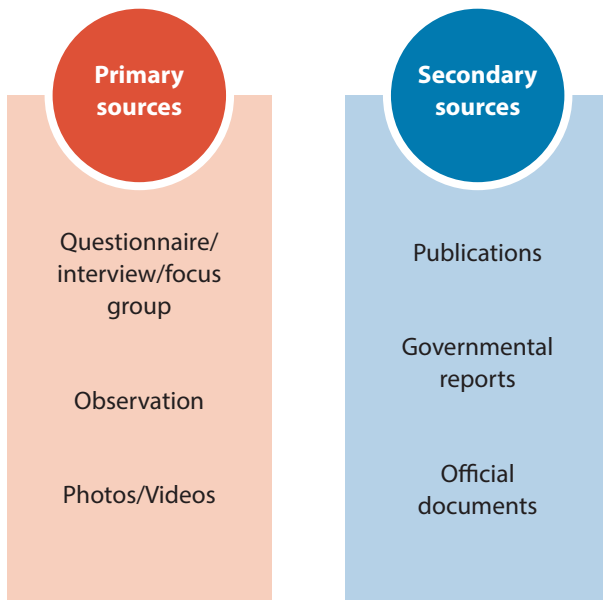 Primary
sources
Questionnaire/
interview/focus
group
Observation
Photos/Videos
Secondary
sources
Publications
Governmental
reports
Official
documents